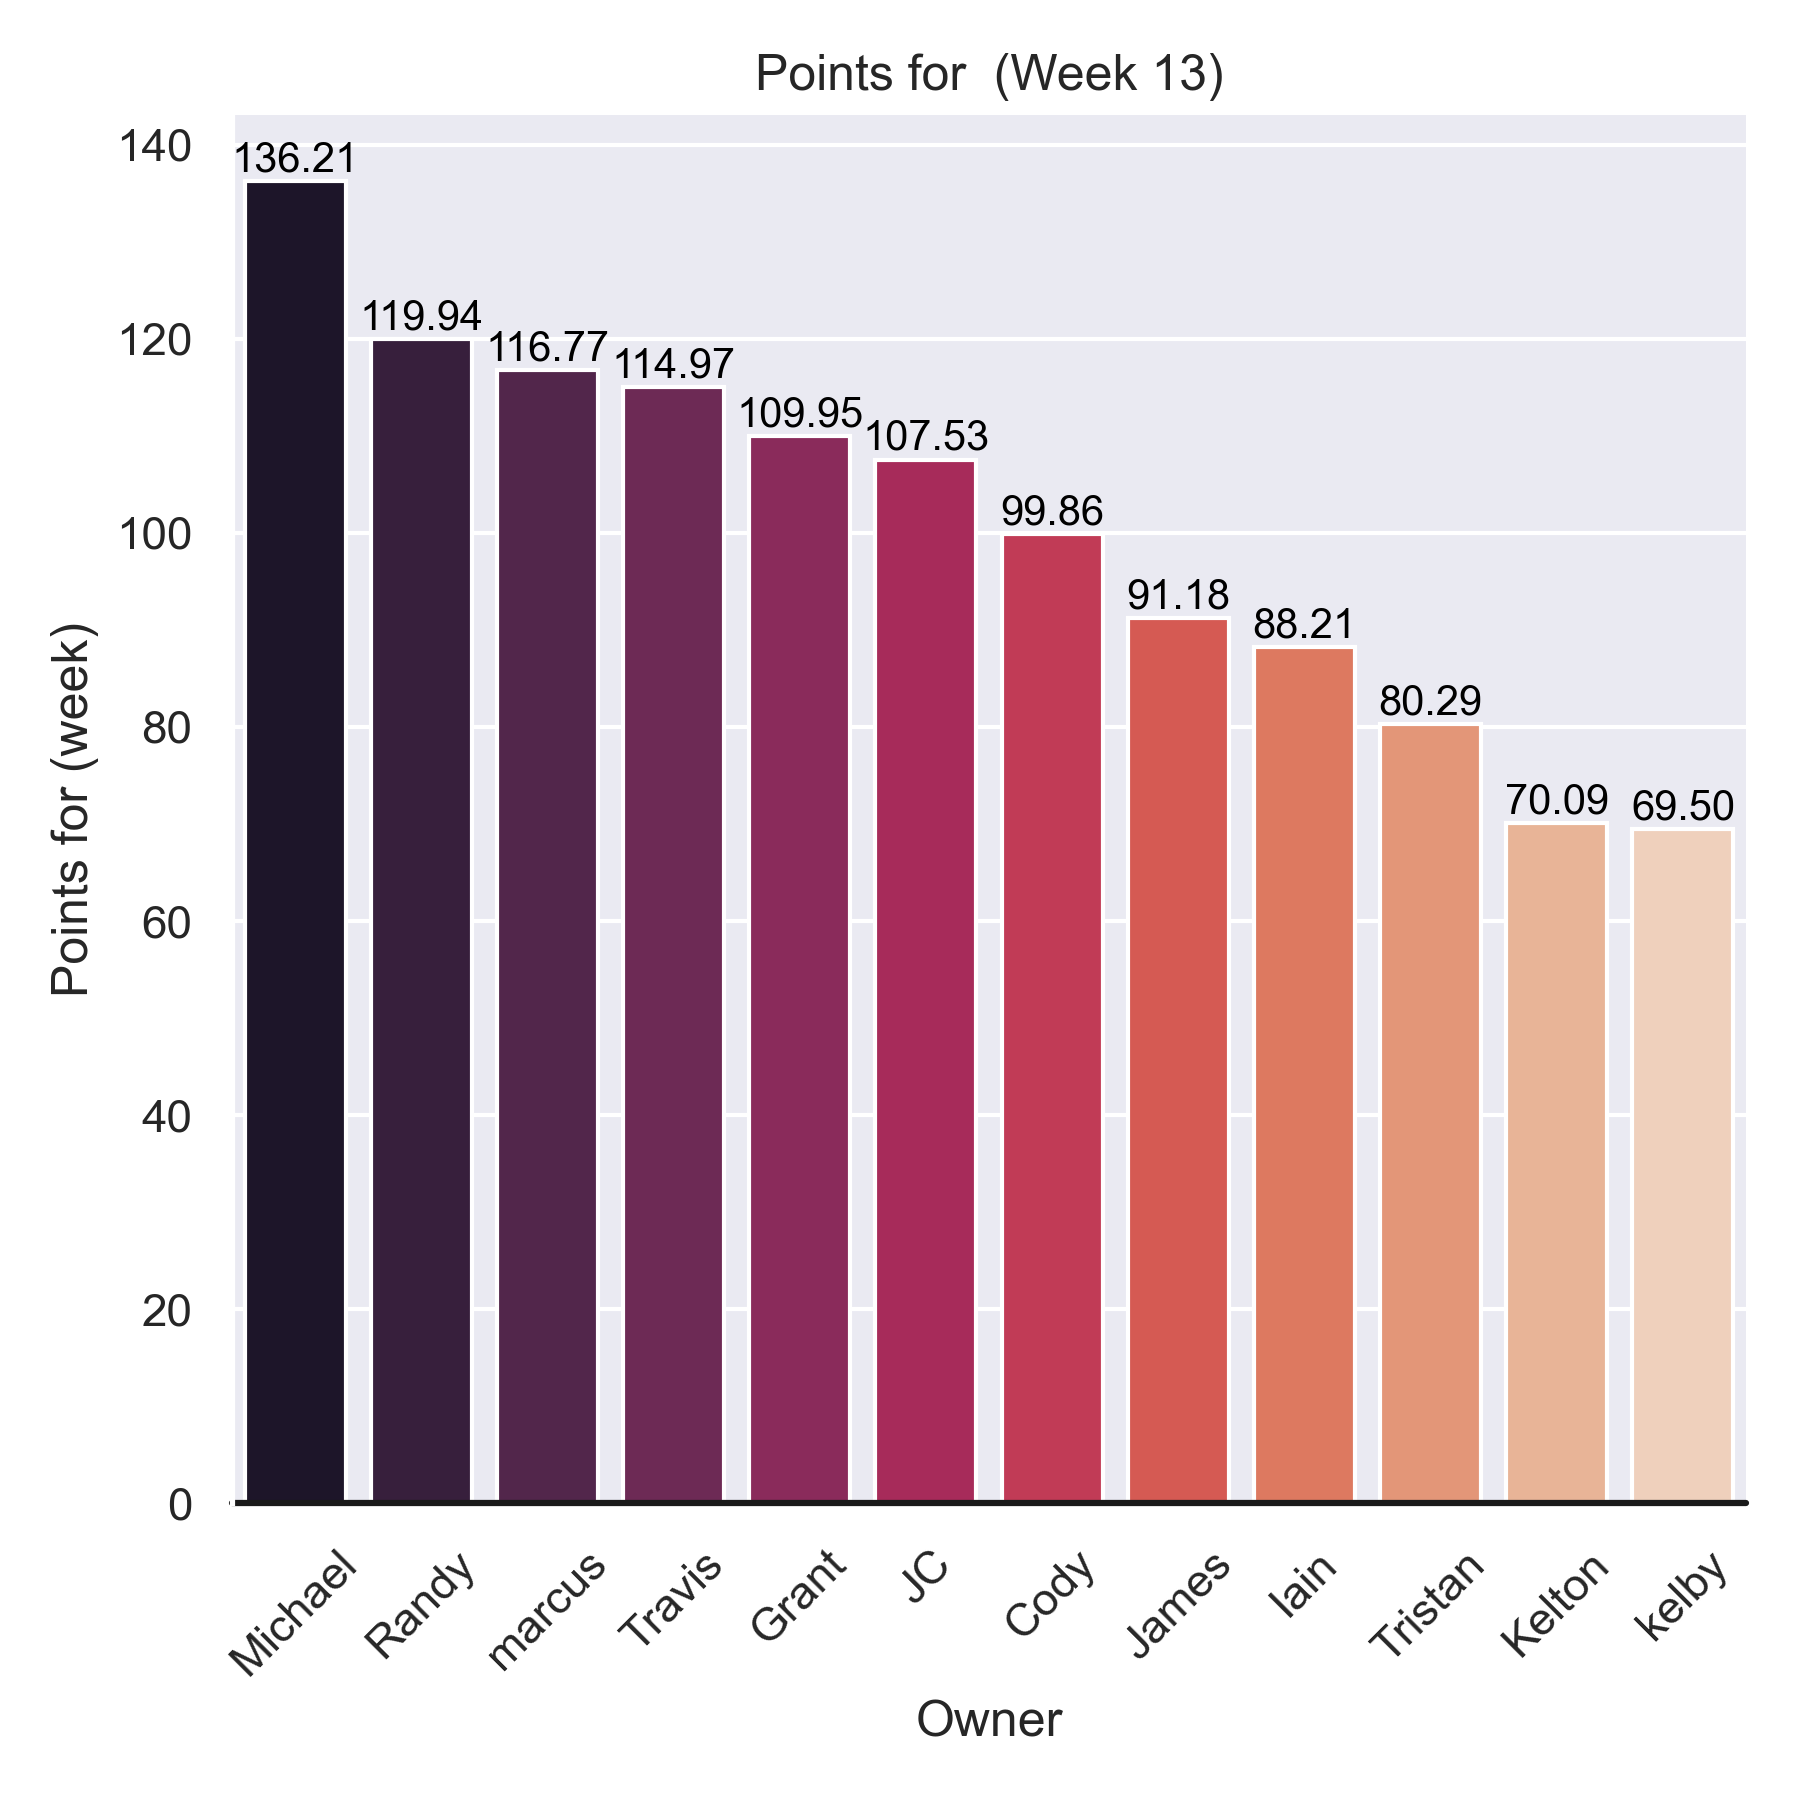 Points for  (Week 13)
140
120
100
80
60
40
20
0
Points for (week)
136.21
119.94
116.77
114.97
109.95
107.53
99.86
91.18
88.21
80.29
70.09
69.50
Michael
Randy
marcus
Travis
Grant
JC
Cody
James
Iain
Tristan
Kelton
kelby
Owner